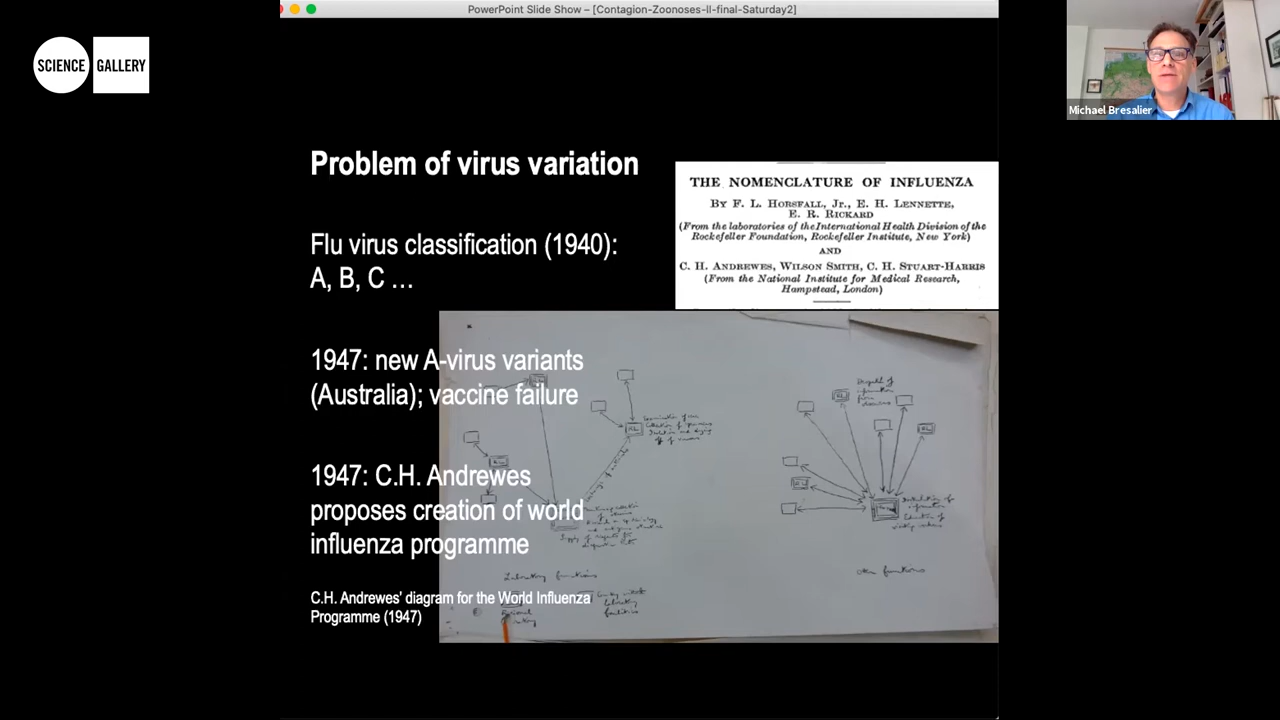 PowerPoint Slide Show – [Contagion-Zoonoses-II-final-Saturday2]
SCIENCE GALLERY
Michael Bresalier
Problem of virus variation
Flu virus classification (1940):
A, B, C ...
THE NOMENCLATURE OF INFLUENZA
By F. L. Horsfall, Jr., E. H. Lennette,
E. R. Rickard
(From the laboratories of the International Health Division of the
Rockefeller Foundation, Rockefeller Institute, New York)
AND
C. H. Andrewes, Wilson Smith, C. H. Stuart-Harris
(From the National Institute for Medical Research,
Hampstead, London)
1947: new A-virus variants
(Australia); vaccine failure
1947: C.H. Andrewes
proposes creation of world
influenza programme
C.H. Andrewes' diagram for the World Influenza
Programme (1947)
Laboratory functions
other functions